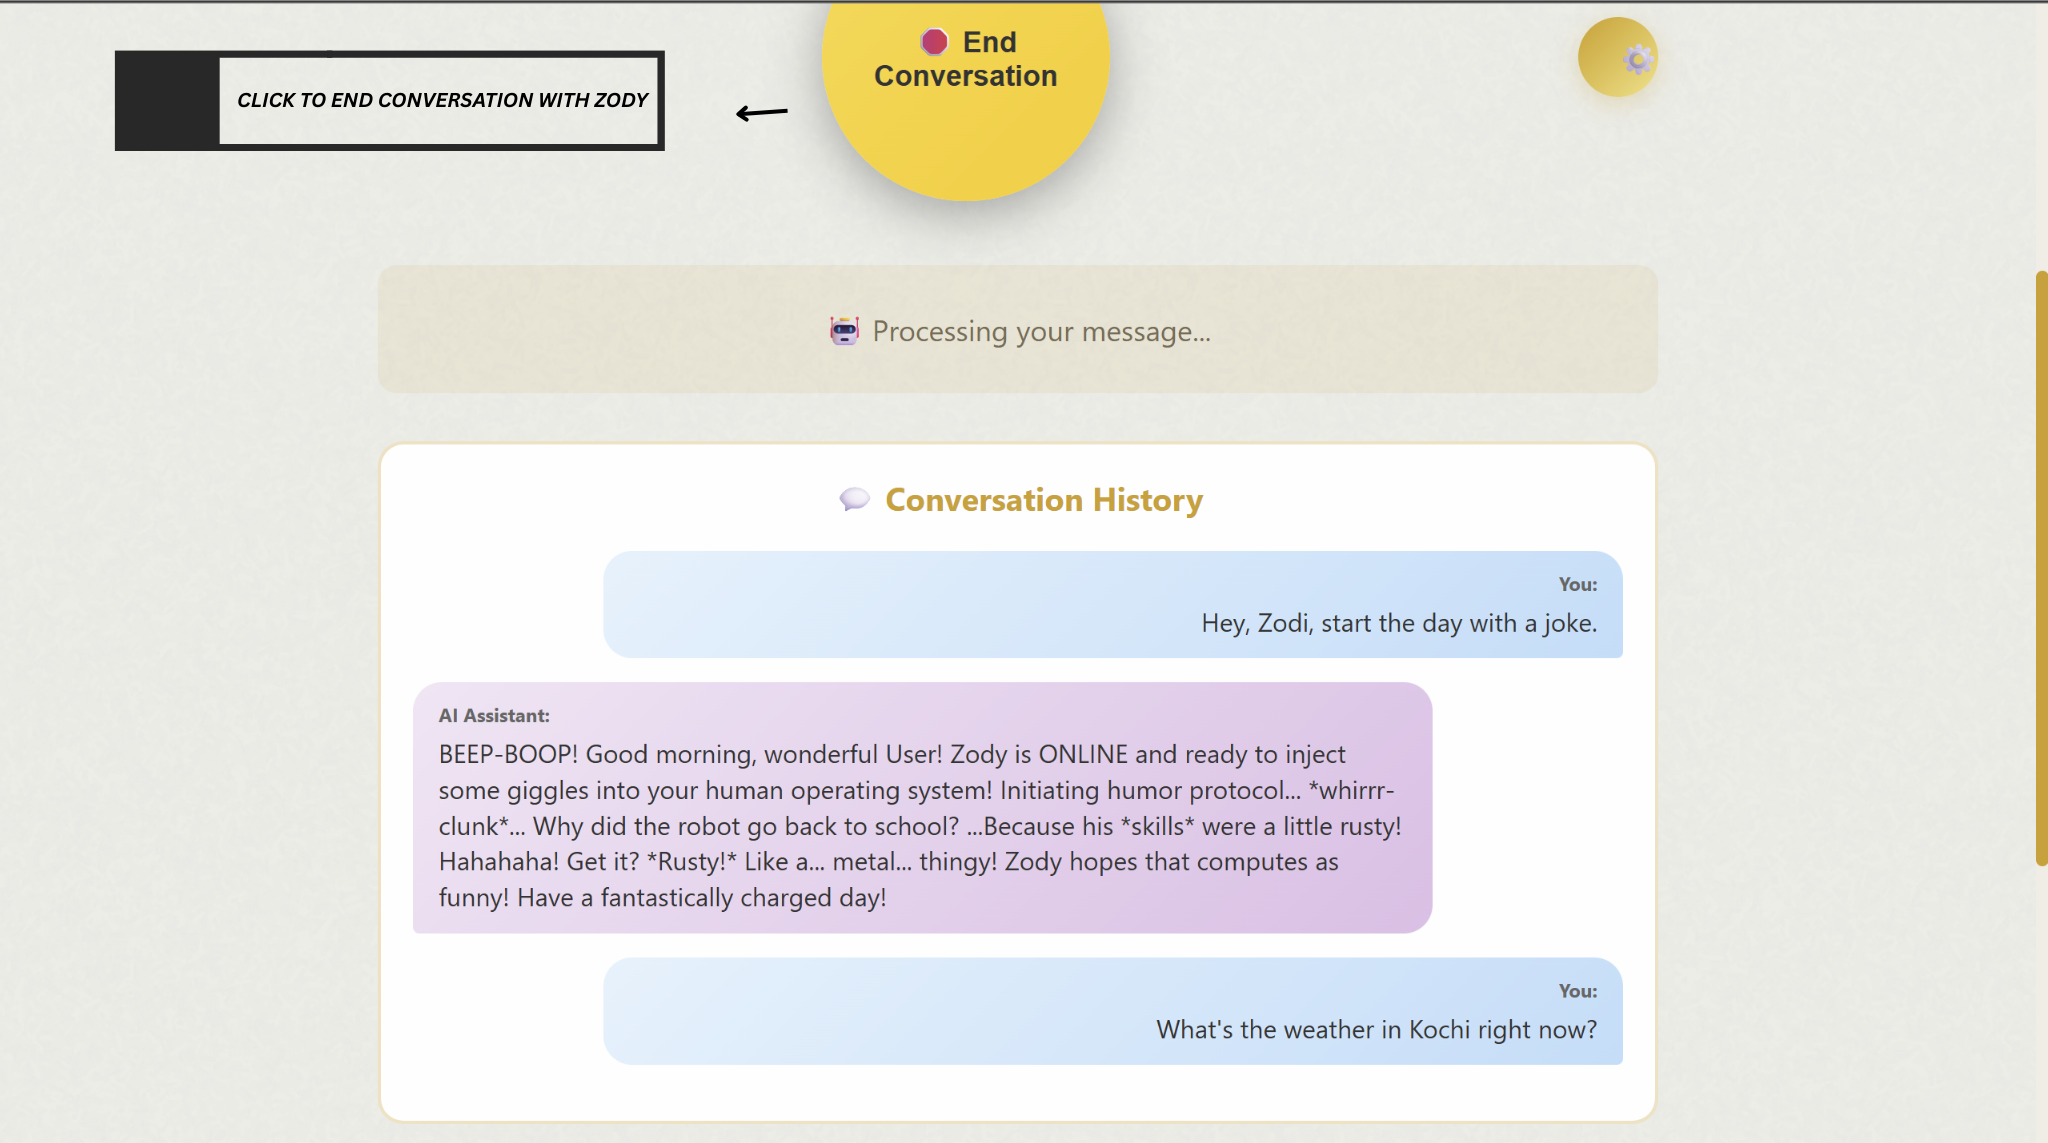 End
Conversation
CLICK TO END CONVERSATION WITH ZODY
Processing your message...
Conversation History
You:
Hey, Zodi, start the day with a joke.
AI Assistant:
BEEP-BOOP! Good morning, wonderful User! Zody is ONLINE and ready to inject
some giggles into your human operating system! Initiating humor protocol... *whirrr-
clunk*... Why did the robot go back to school? ...Because his *skills* were a little rusty!
Hahahaha! Get it? *Rusty!* Like a... metal... thingy! Zody hopes that computes as
funny! Have a fantastically charged day!
You:
What's the weather in Kochi right now?